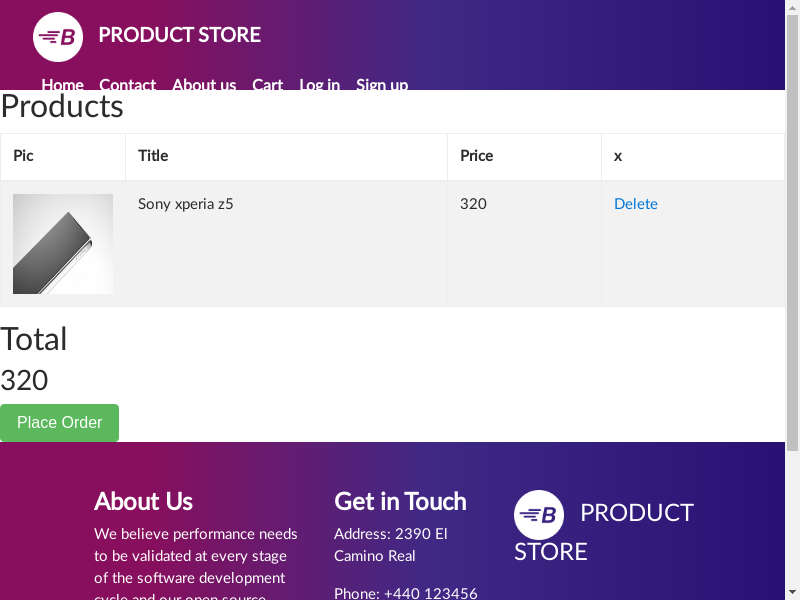 B PRODUCT STORE
Home Contact About us Cart Log in Sign up
Products
Pic Title Price x
Sony xperia z5 320 Delete
Total
320
Place Order
About Us
We believe performance needs
to be validated at every stage
of the software development
cycle and our open source
Get in Touch
Address: 2390 El
Camino Real
Phone: +440 123456
B PRODUCT
STORE